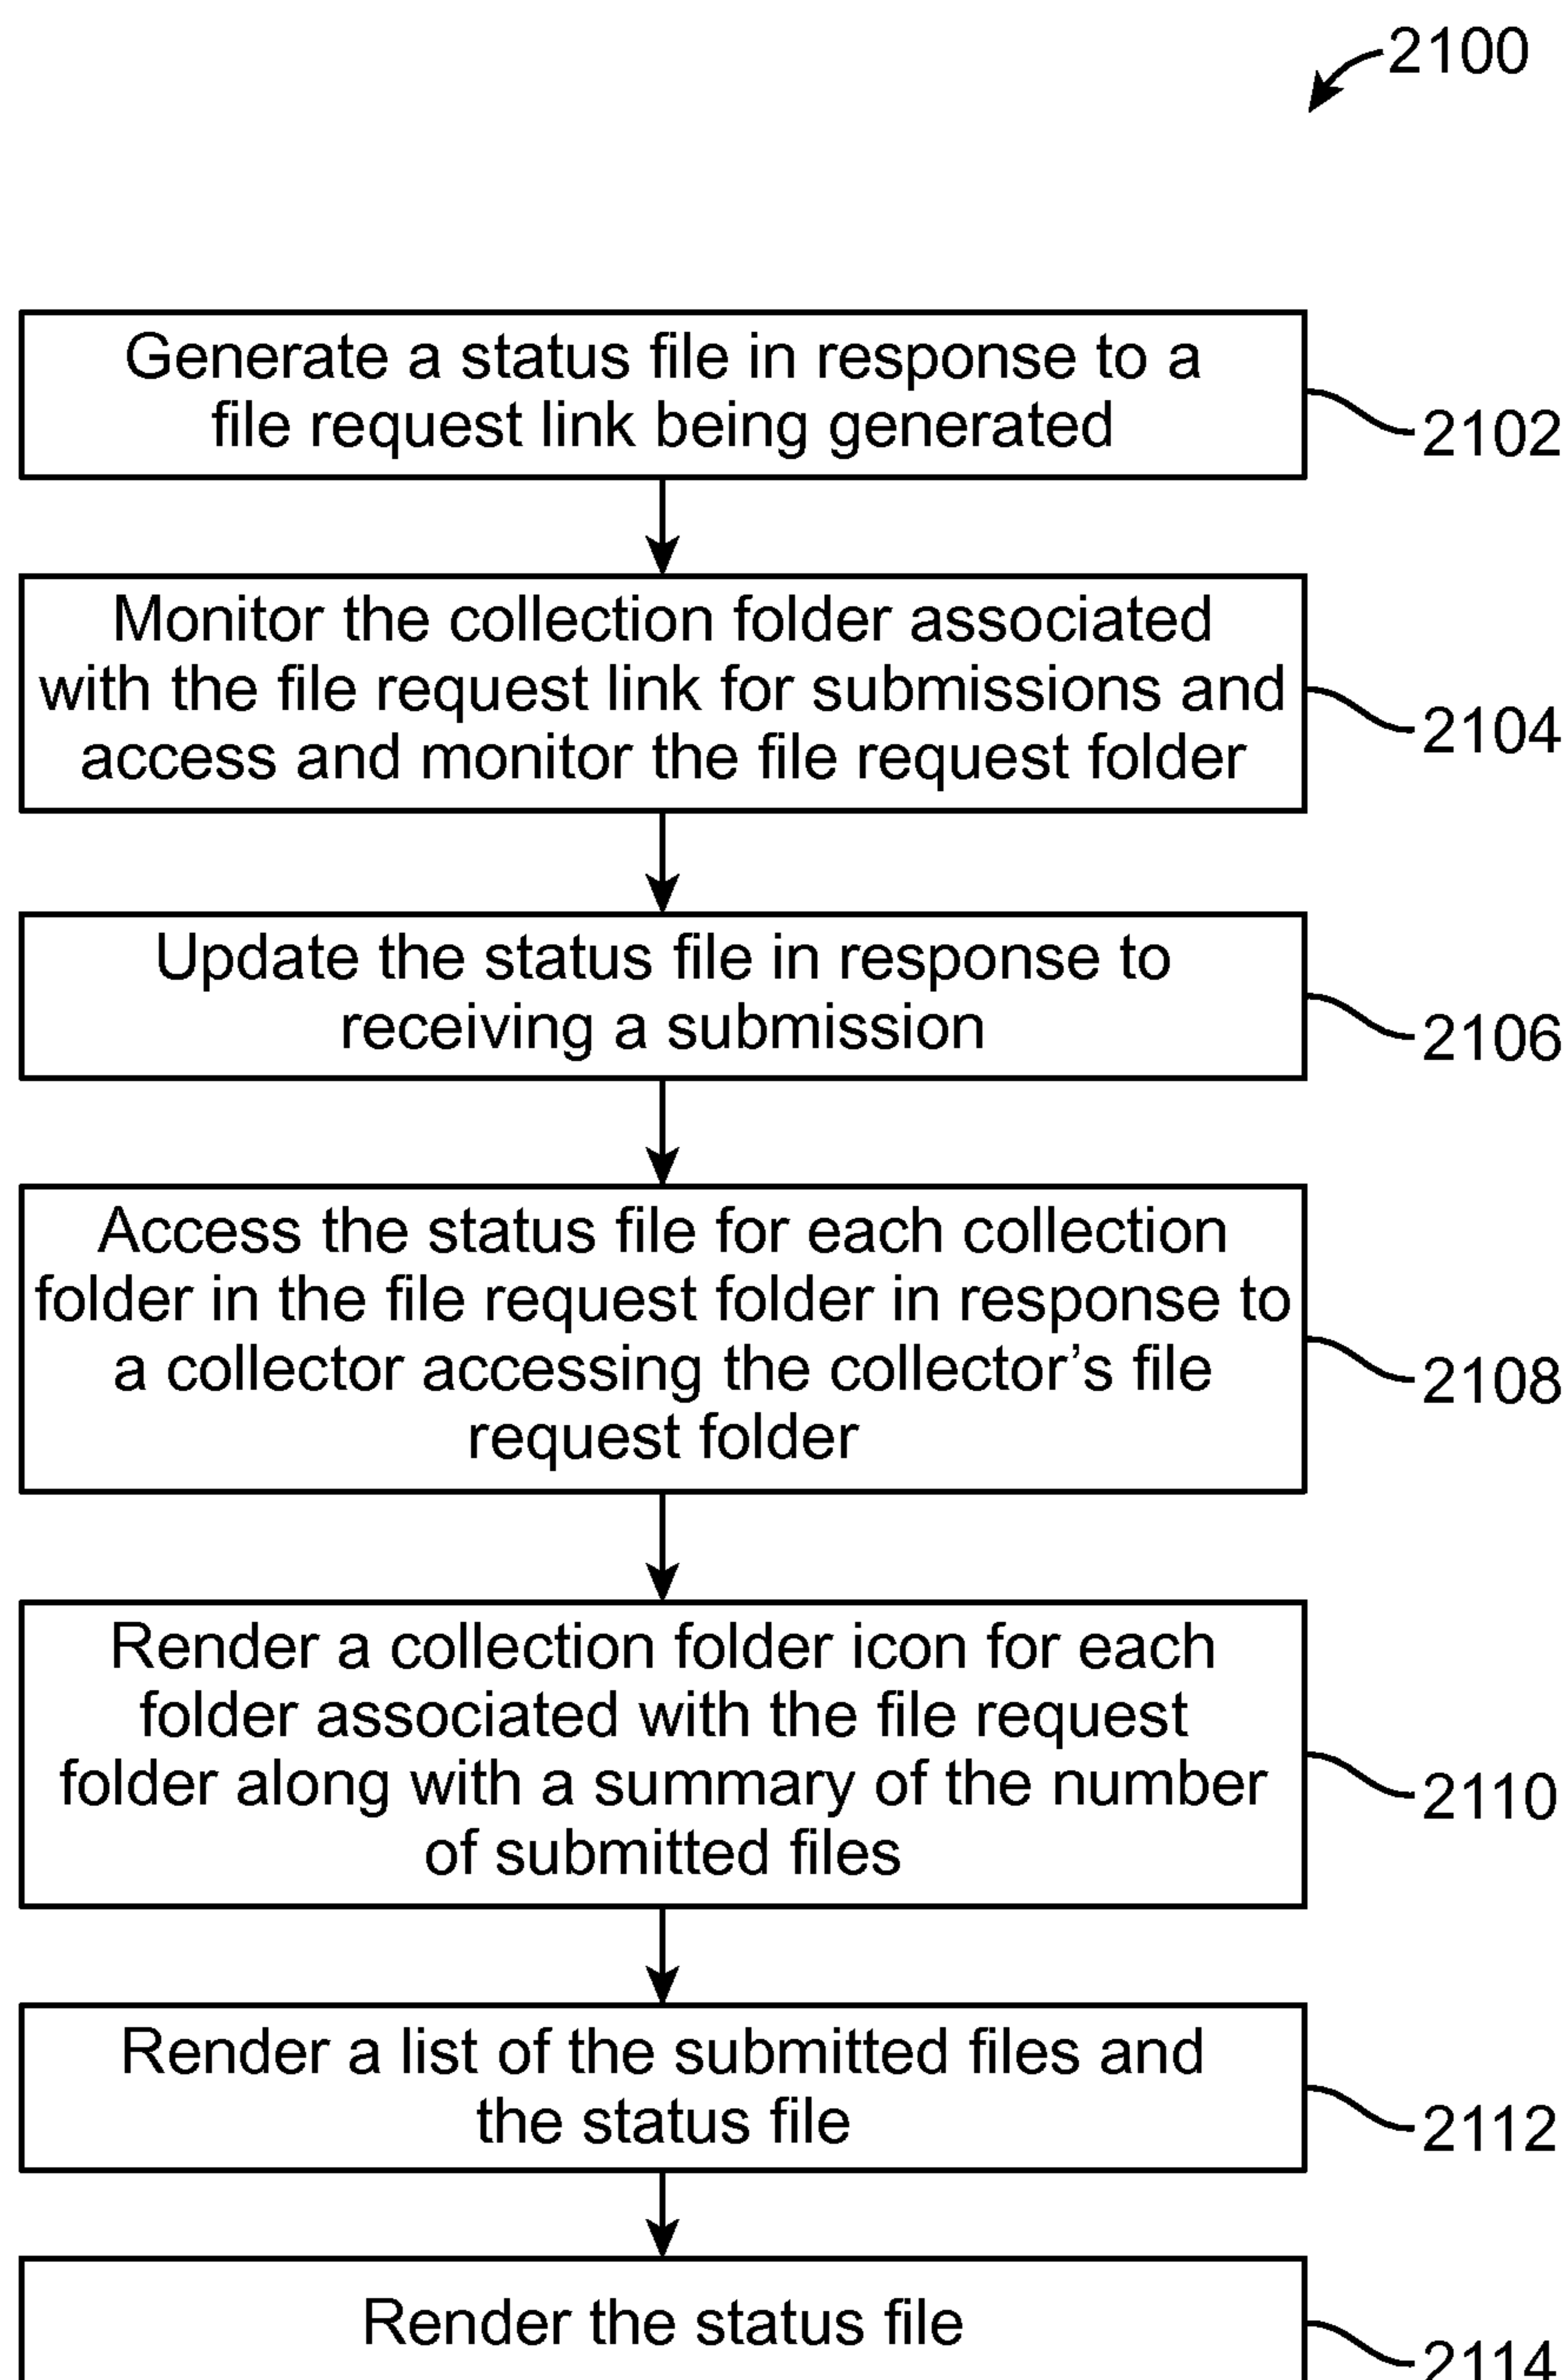 2100
Generate a status file in response to a
file request link being generated
2102
Monitor the collection folder associated
with the file request link for submissions and
access and monitor the file request folder
2104
Update the status file in response to
receiving a submission
2106
Access the status file for each collection
folder in the file request folder in response to
a collector accessing the collector’s file
request folder
2108
Render a collection folder icon for each
folder associated with the file request
folder along with a summary of the number
of submitted files
2110
Render a list of the submitted files and
the status file
2112
Render the status file
2114